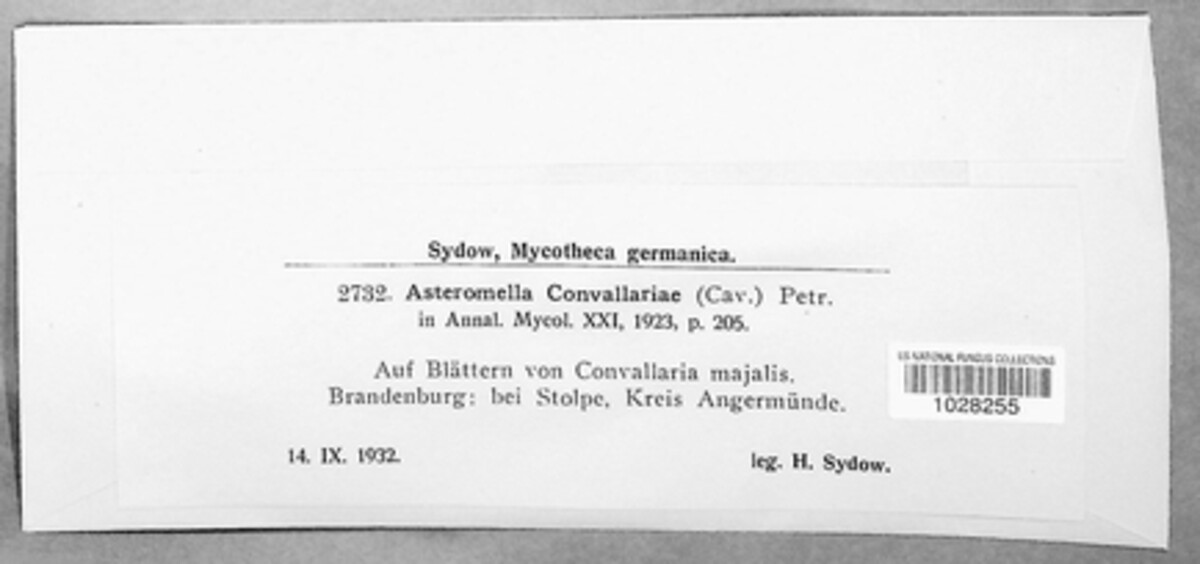 Sydow, Mycotheca germanica.
2732. Asteromella Convallariae (Cav.) Petr.
in Annal. Mycol. XXI, 1923, p. 205.
Auf Blättern von Convallaria majalis.
Brandenburg: bei Stolpe, Kreis Angermünde.
14. IX. 1932.
leg. H. Sydow.
US NATIONAL FUNGUS COLLECTIONS
1028255